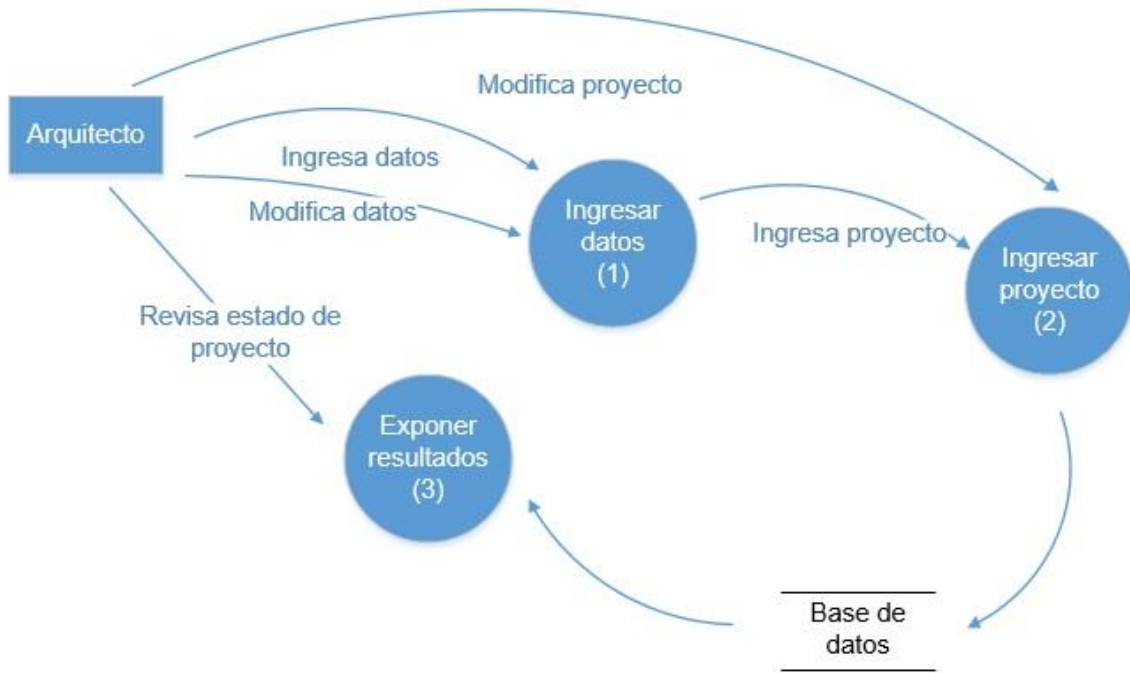 Modifica proyecto
Arquitecto
Ingresa datos
Modifica datos
Ingresar
datos
(1)
Ingresa proyecto
Ingresar
proyecto
(2)
Revisa estado de
proyecto
Exponer
resultados
(3)
Base de
datos